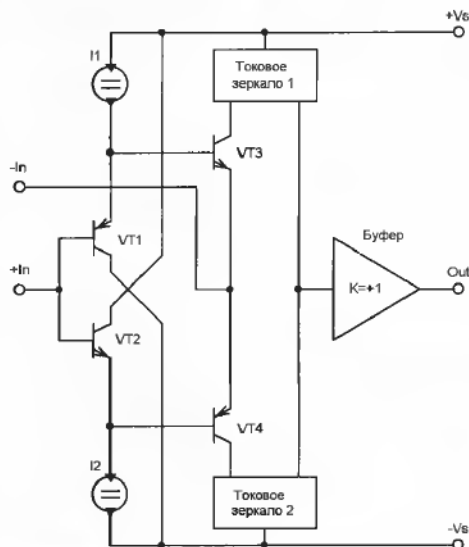 +Vs
I1
Токовое
зеркало 1
VT3
-In
Буфер
VT1
+In
K=+1
Out
VT2
VT4
I2
Токовое
зеркало 2
-Vs